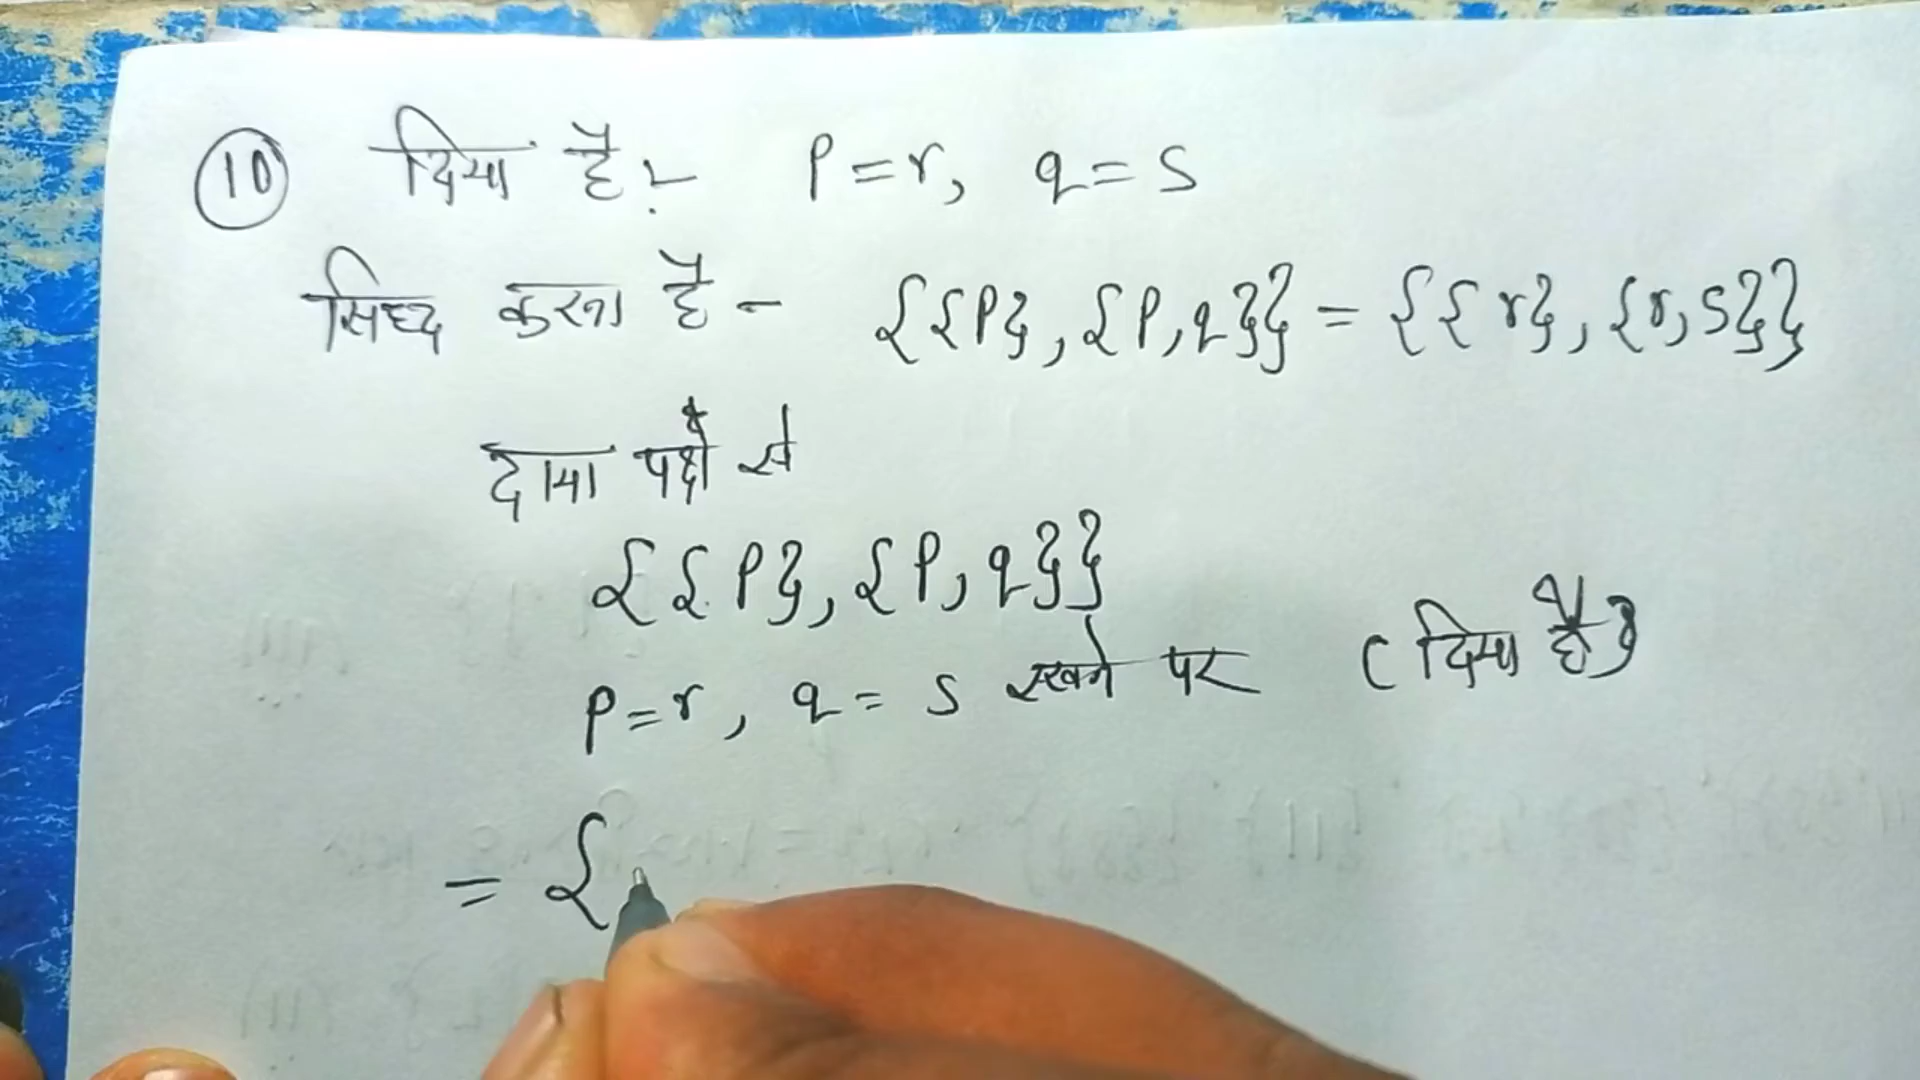 10 दिया है:- P=r, q=s
सिध्द करना है - {{P}, {P,q}} = {{r}, {r,s}}
दाया पक्ष से
{{P}, {P, q}}
P=r, q = s रखने पर (दिया है)
= {